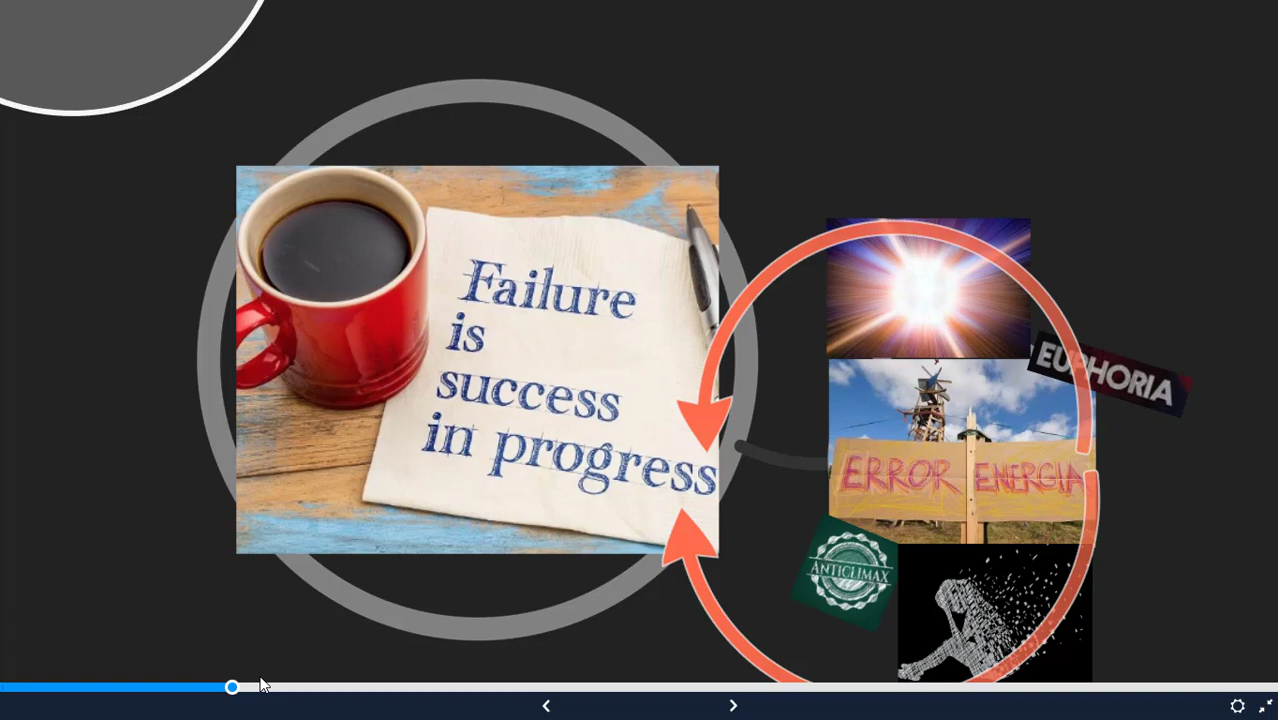 Failure
is
success
in progress
EUPHORIA
ERROR ENERGIA
ANTICLIMAX